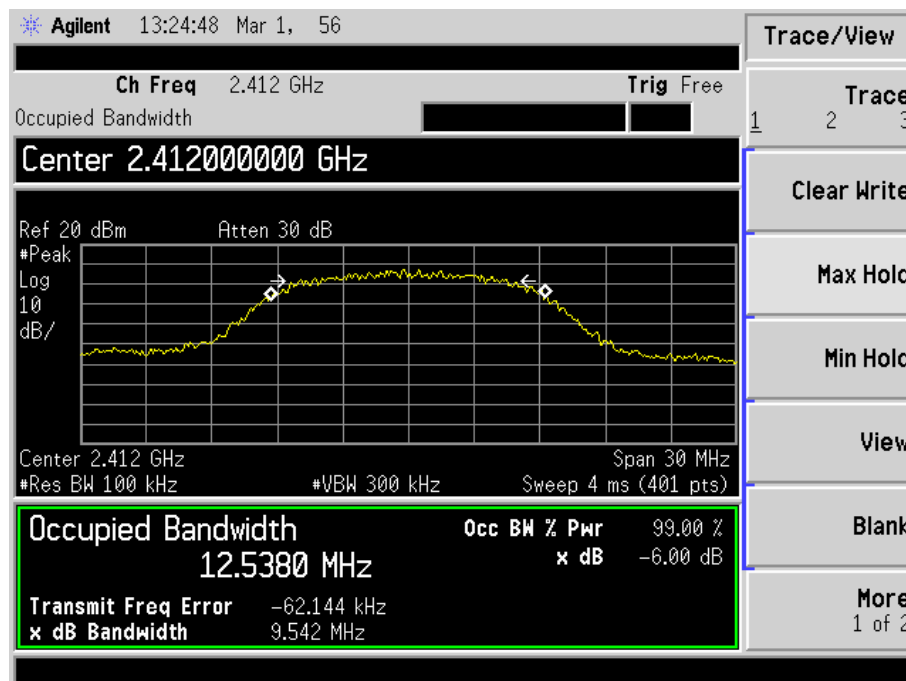 Agilent 13:24:48 Mar 1, 56
Trace/View
Ch Freq 2.412 GHz Trig Free
Occupied Bandwidth
Trace
1 2 3
Center 2.412000000 GHz
Clear Write
Ref 20 dBm Atten 30 dB
#Peak
Log
10
dB/
Max Hold
Min Hold
View
Center 2.412 GHz Span 30 MHz
#Res BW 100 kHz #VBW 300 kHz Sweep 4 ms (401 pts)
Occupied Bandwidth
12.5380 MHz
Occ BW % Pwr 99.00 %
x dB -6.00 dB
Blank
Transmit Freq Error -62.144 kHz
x dB Bandwidth 9.542 MHz
More
1 of 2